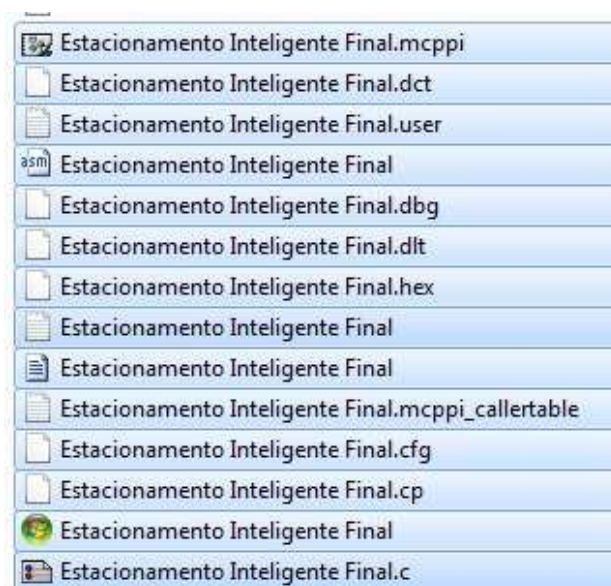 Estacionamento Inteligente Final.mcppi
Estacionamento Inteligente Final.dct
Estacionamento Inteligente Final.user
asm Estacionamento Inteligente Final
Estacionamento Inteligente Final.dbg
Estacionamento Inteligente Final.dlt
Estacionamento Inteligente Final.hex
Estacionamento Inteligente Final
Estacionamento Inteligente Final
Estacionamento Inteligente Final.mcppi_callertable
Estacionamento Inteligente Final.cfg
Estacionamento Inteligente Final.cp
Estacionamento Inteligente Final
Estacionamento Inteligente Final.c